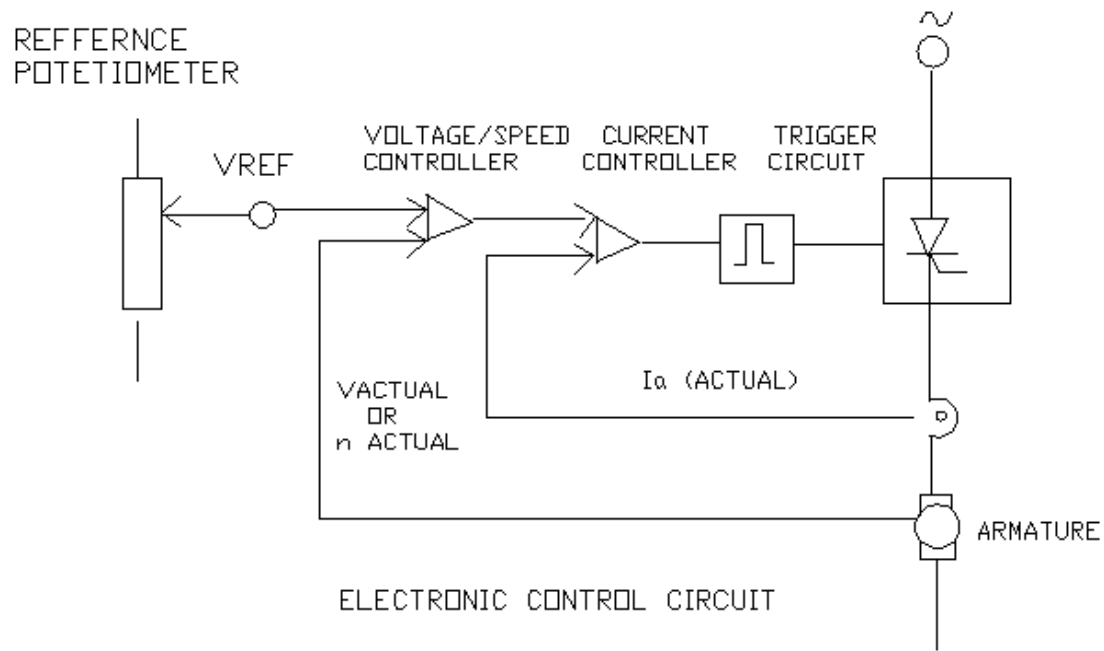 REFFERNCE
POTETIOMETER
VREF
VOLTAGE/SPEED
CONTROLLER
CURRENT
CONTROLLER
TRIGGER
CIRCUIT
VACTUAL
OR
n ACTUAL
Ia (ACTUAL)
ARMATURE
ELECTRONIC CONTROL CIRCUIT